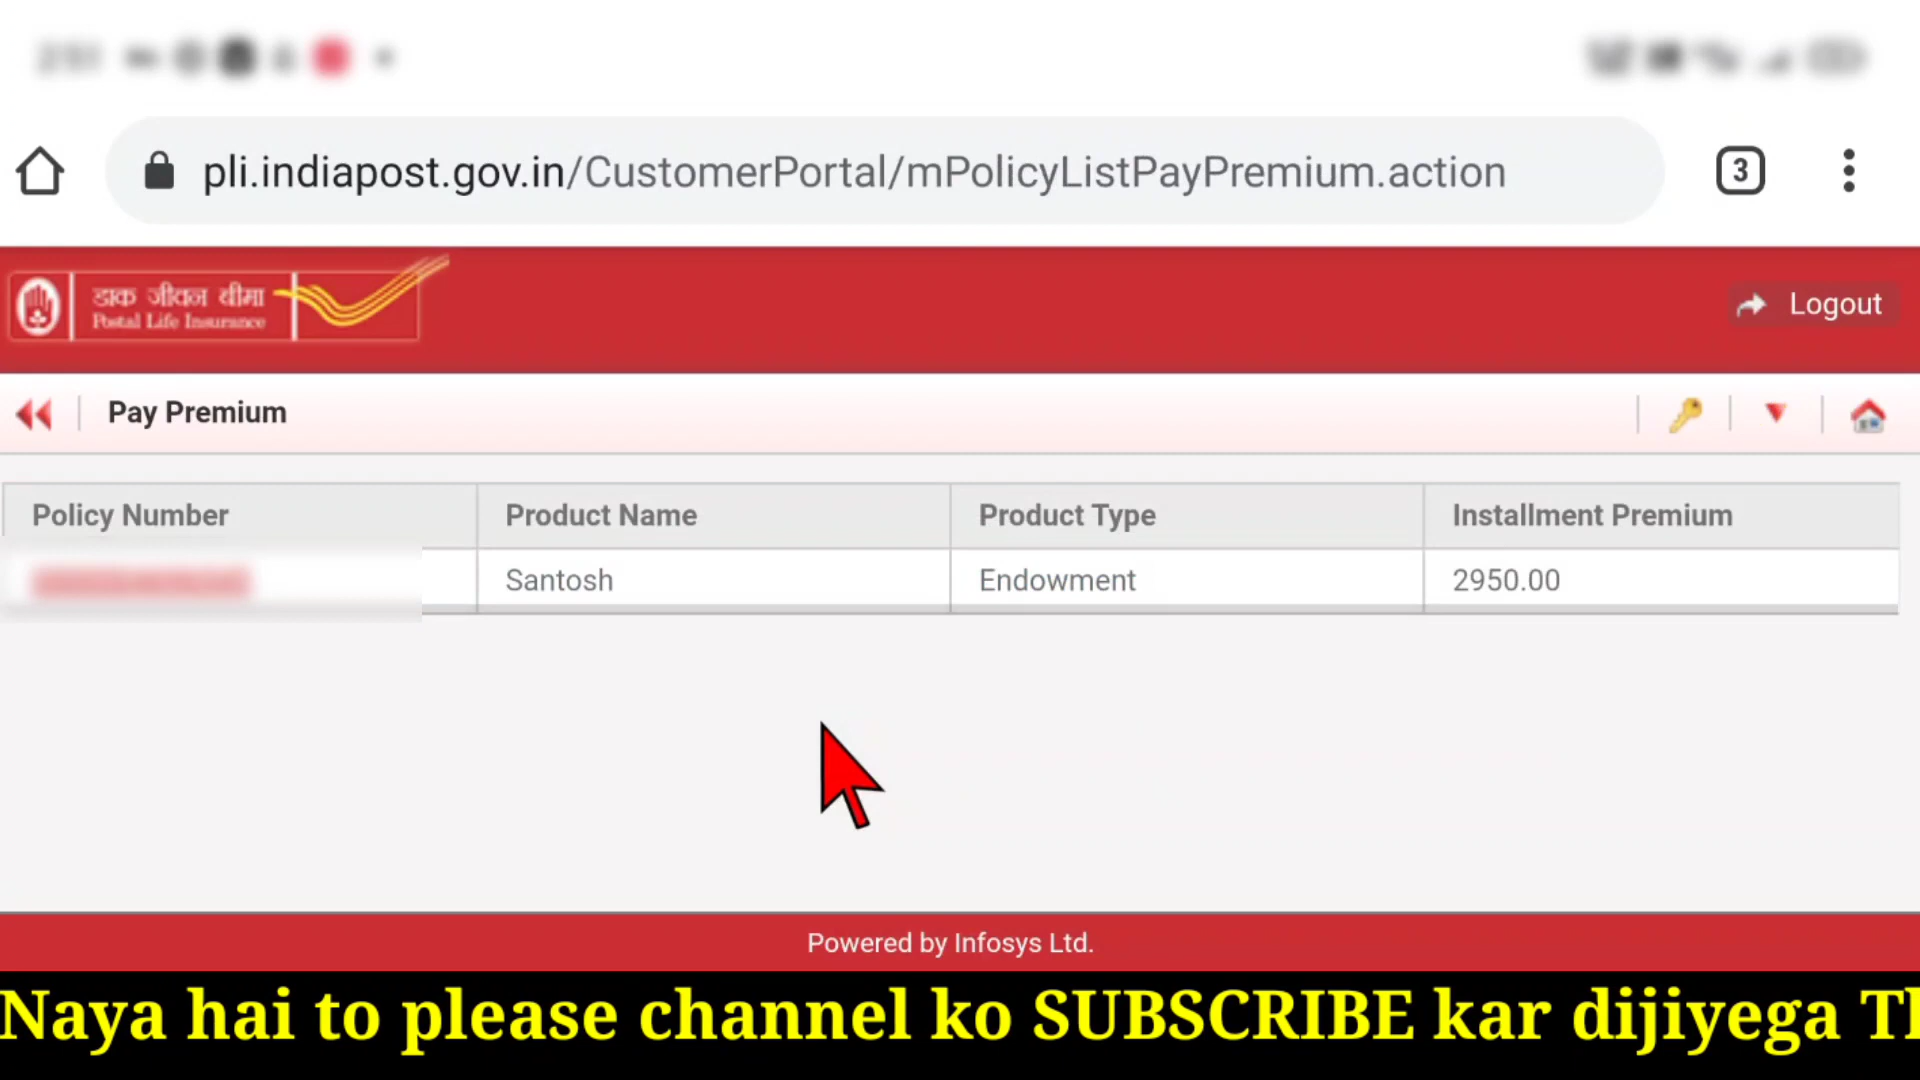 3
pli.indiapost.gov.in/CustomerPortal/mPolicyListPayPremium.action
डाक जीवन बीमा
Postal Life Insurance
Logout
Pay Premium
Policy Number Product Name Product Type Installment Premium
Santosh Endowment 2950.00
Powered by Infosys Ltd.
Naya hai to please channel ko SUBSCRIBE kar dijiyega